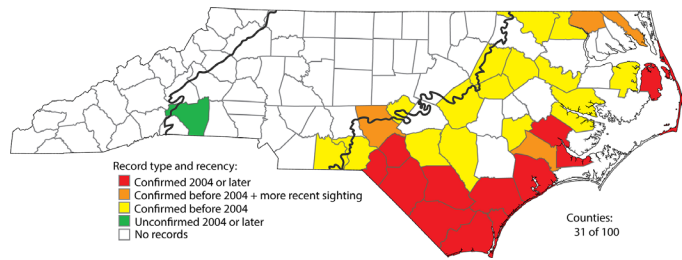 Record type and recency:
Confirmed 2004 or later
Confirmed before 2004 + more recent sighting
Confirmed before 2004
Unconfirmed 2004 or later
No records
Counties:
31 of 100